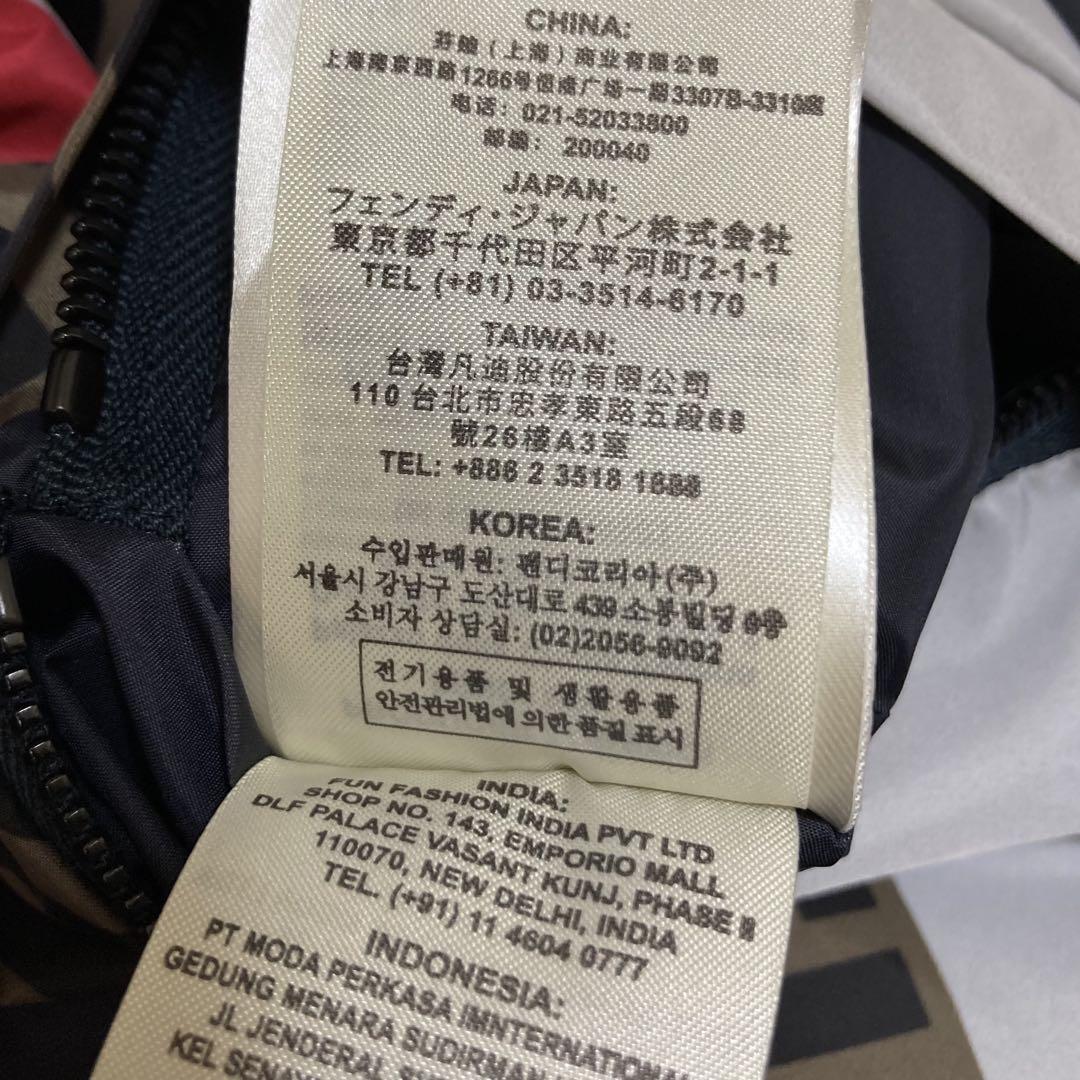 CHINA:
芬迪（上海）商业有限公司
上海南京西路1266号恒隆广场一期3307B-3310室
电话: 021-52033800
邮编: 200040
JAPAN:
フェンディ・ジャパン株式会社
東京都千代田区平河町2-1-1
TEL (+81) 03-3514-6170
TAIWAN:
台灣凡迪股份有限公司
110 台北市忠孝東路五段68
號26樓A3室
TEL: +886 2 3518 1688
KOREA:
수입판매원: 팬디코리아(주)
서울시 강남구 도산대로 439 소봉빌딩
소비자 상담실: (02)2056-9092
전기용품 및 생활용품
안전관리법에 의한 품질 표시
INDIA:
FUN FASHION INDIA PVT LTD
SHOP NO. 143, EMPORIO MALL
DLF PALACE VASANT KUNJ, PHASE II
110070, NEW DELHI, INDIA
TEL. (+91) 11 4604 0777
INDONESIA:
PT MODA PERKASA IMNTERNATIONAL
GEDUNG MENARA SUDIRMAN
JL JENDERAL
KEL